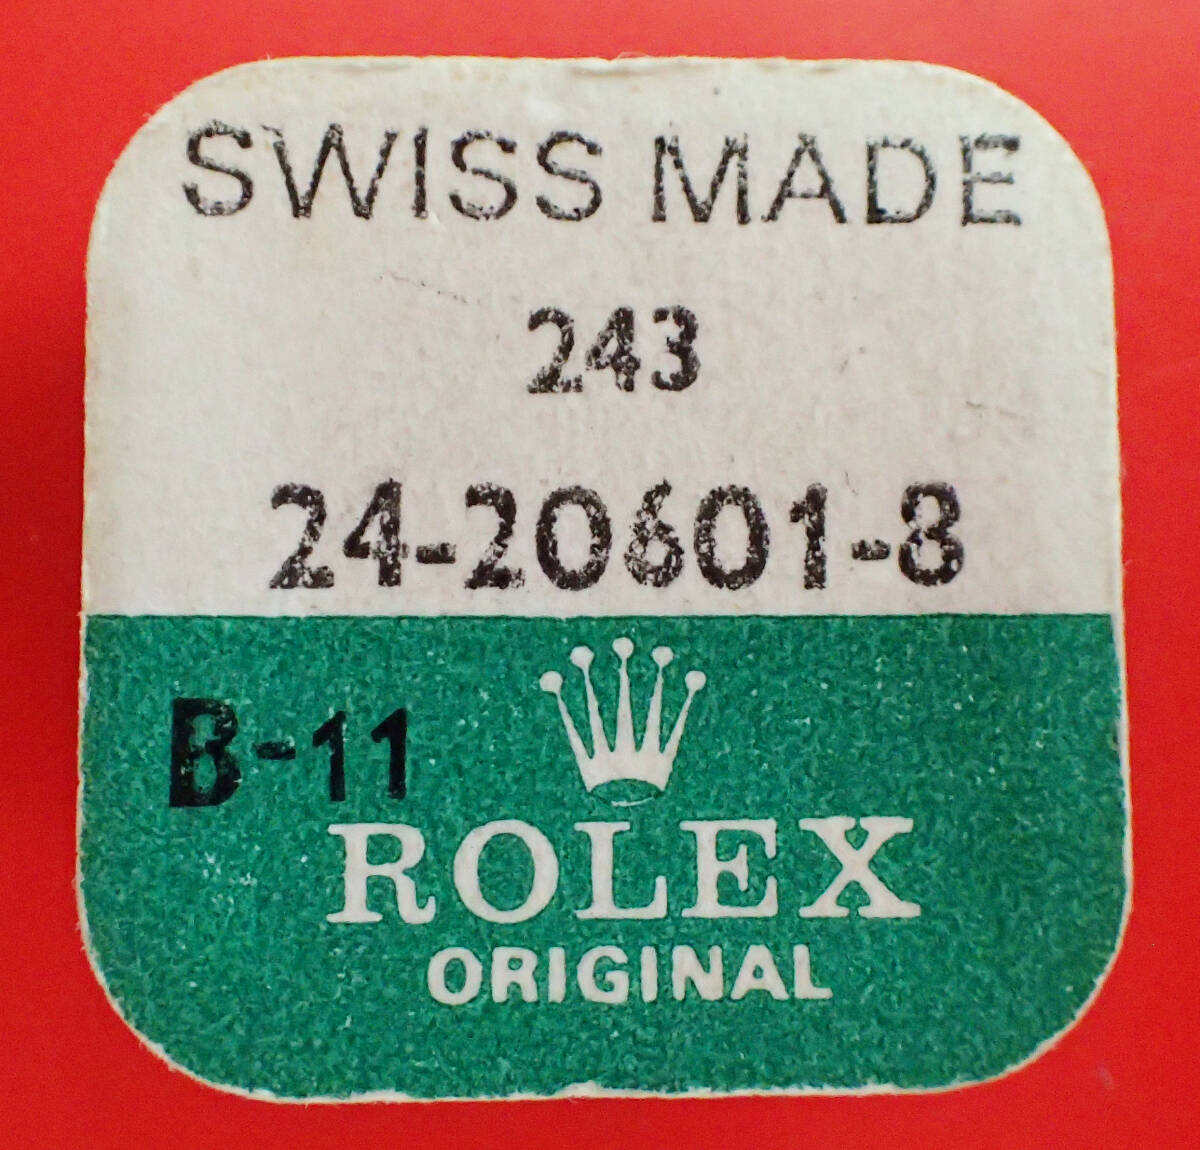 SWISS MADE
243
24-20601-8
B-11
ROLEX
ORIGINAL